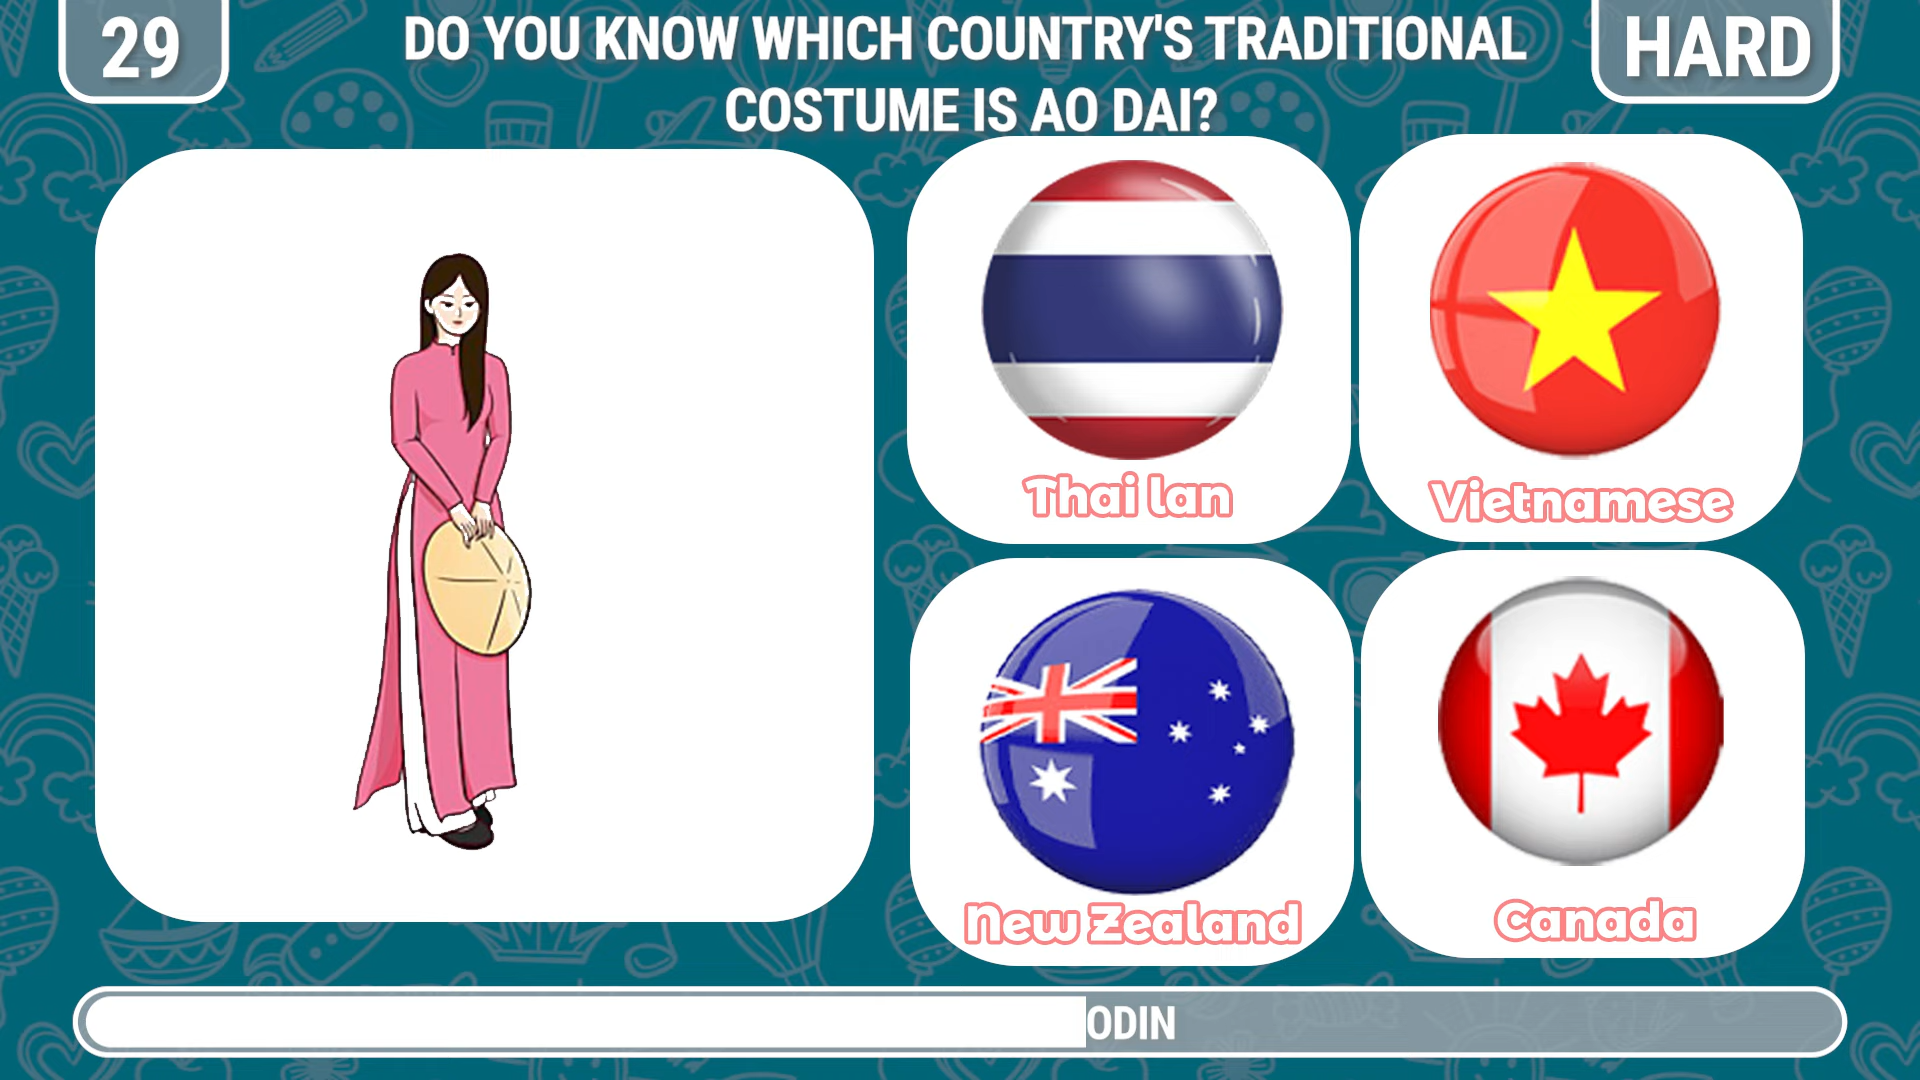 29
DO YOU KNOW WHICH COUNTRY'S TRADITIONAL
COSTUME IS AO DAI?
HARD
Thai lan
Vietnamese
New Zealand
Canada
ODIN